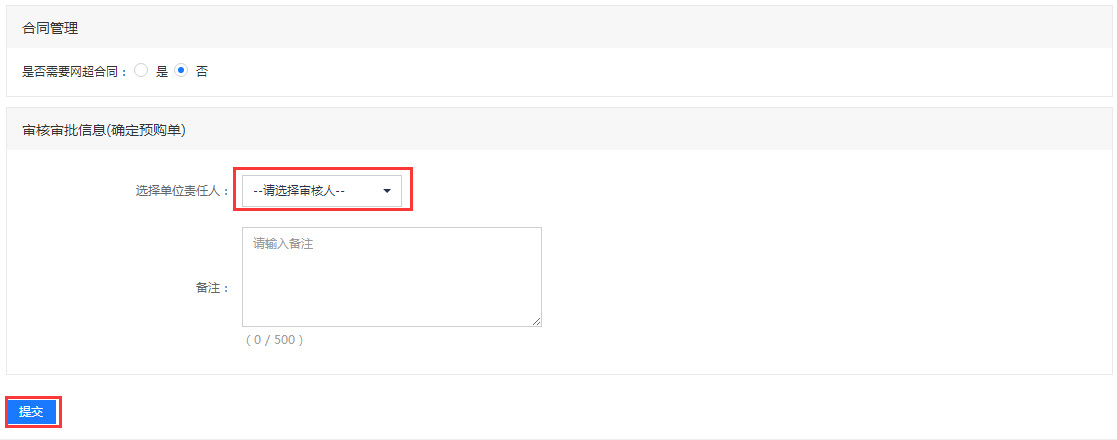 合同管理
是否需要网超合同： 是 否
审核审批信息(确定预购单)
选择单位责任人： --请选择审核人--
请输入备注
备注：
( 0 / 500 )
提交